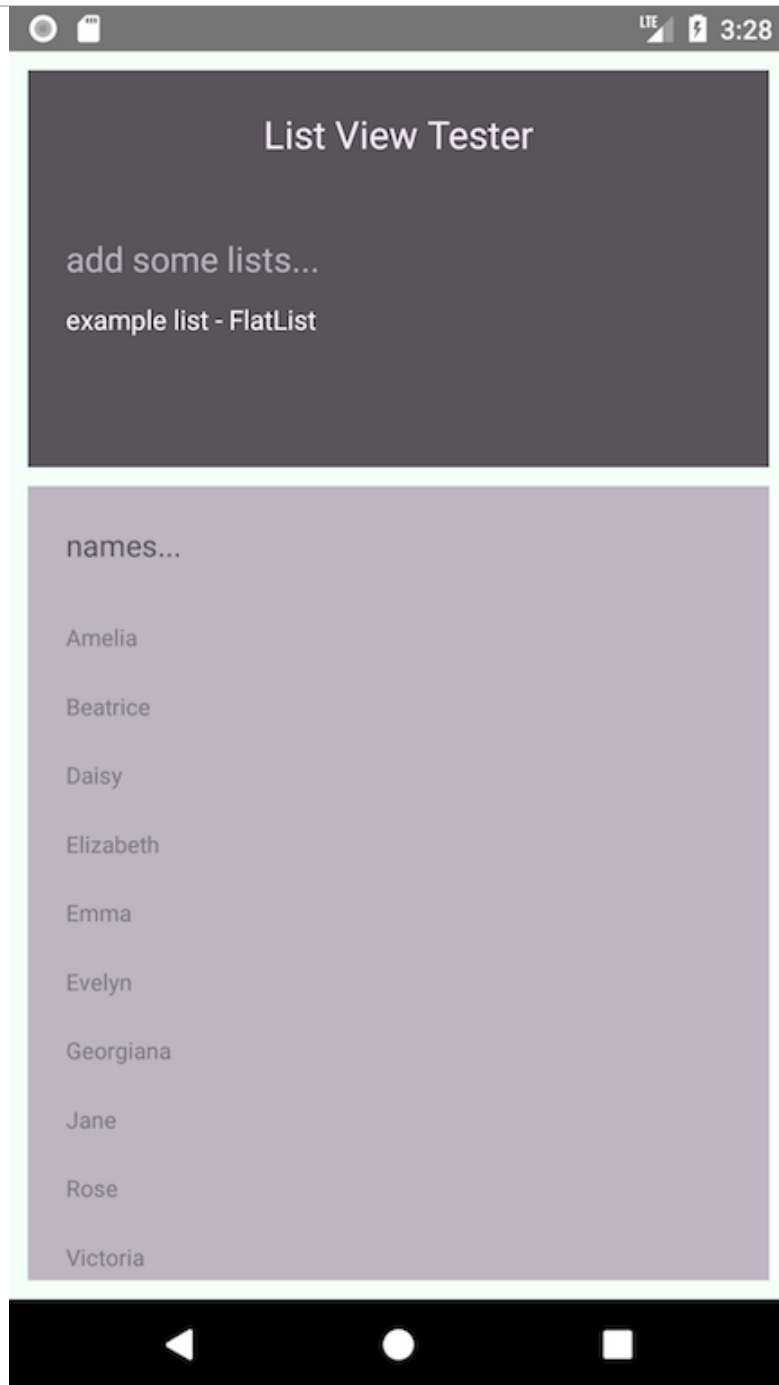 LTE 3:28
List View Tester
add some lists...
example list - FlatList
names...
Amelia
Beatrice
Daisy
Elizabeth
Emma
Evelyn
Georgiana
Jane
Rose
Victoria